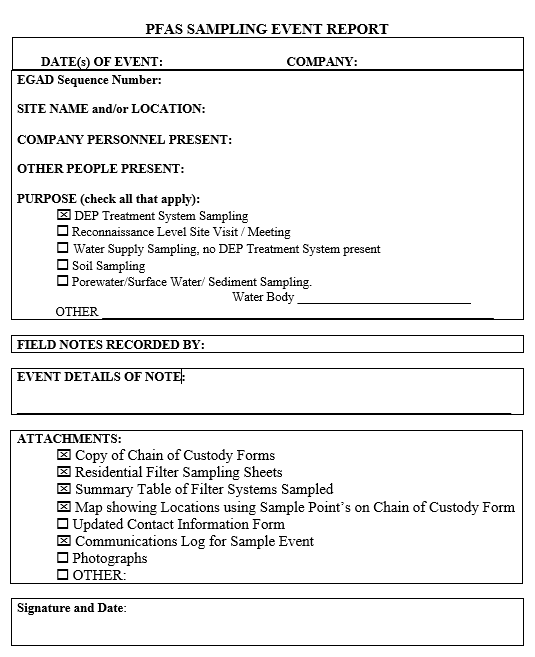 PFAS SAMPLING EVENT REPORT
DATE(s) OF EVENT: COMPANY:
EGAD Sequence Number:
SITE NAME and/or LOCATION:
COMPANY PERSONNEL PRESENT:
OTHER PEOPLE PRESENT:
PURPOSE (check all that apply):
☒ DEP Treatment System Sampling
☐ Reconnaissance Level Site Visit / Meeting
☐ Water Supply Sampling, no DEP Treatment System present
☐ Soil Sampling
☐ Porewater/Surface Water/ Sediment Sampling.
Water Body ____________________________
OTHER ____________________________
FIELD NOTES RECORDED BY:
EVENT DETAILS OF NOTE:
ATTACHMENTS:
☒ Copy of Chain of Custody Forms
☒ Residential Filter Sampling Sheets
☒ Summary Table of Filter Systems Sampled
☒ Map showing Locations using Sample Point's on Chain of Custody Form
☐ Updated Contact Information Form
☒ Communications Log for Sample Event
☐ Photographs
☐ OTHER:
Signature and Date: